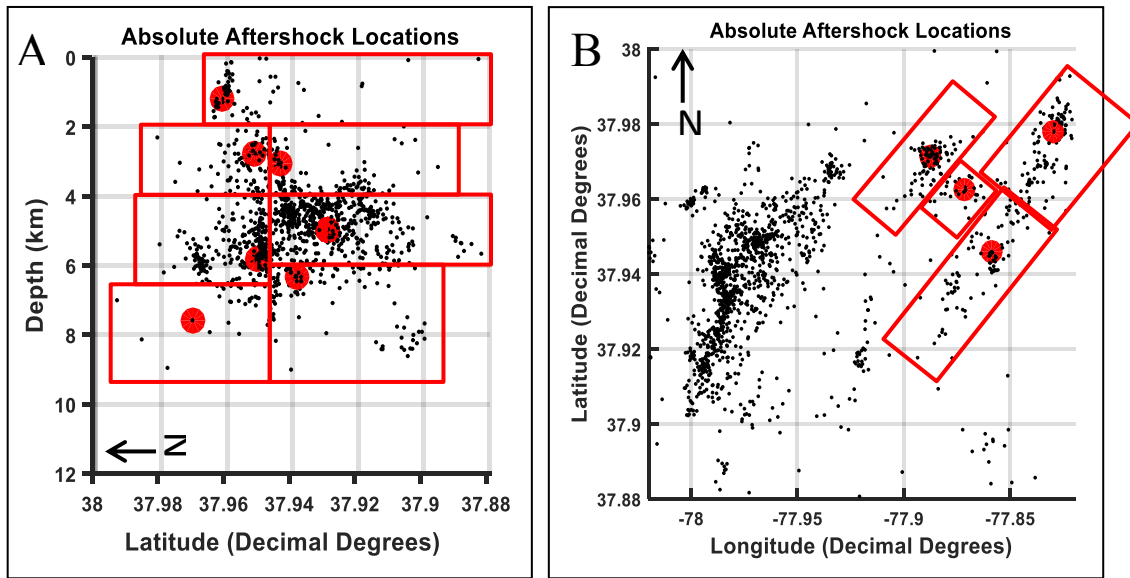 A
Absolute Aftershock Locations
0
2
4
6
8
10
12
Depth (km)
N
38 37.98 37.96 37.94 37.92 37.9 37.88
Latitude (Decimal Degrees)
B
Absolute Aftershock Locations
38
37.98
37.96
37.94
37.92
37.9
37.88
Latitude (Decimal Degrees)
N
-78 -77.95 -77.9 -77.85
Longitude (Decimal Degrees)